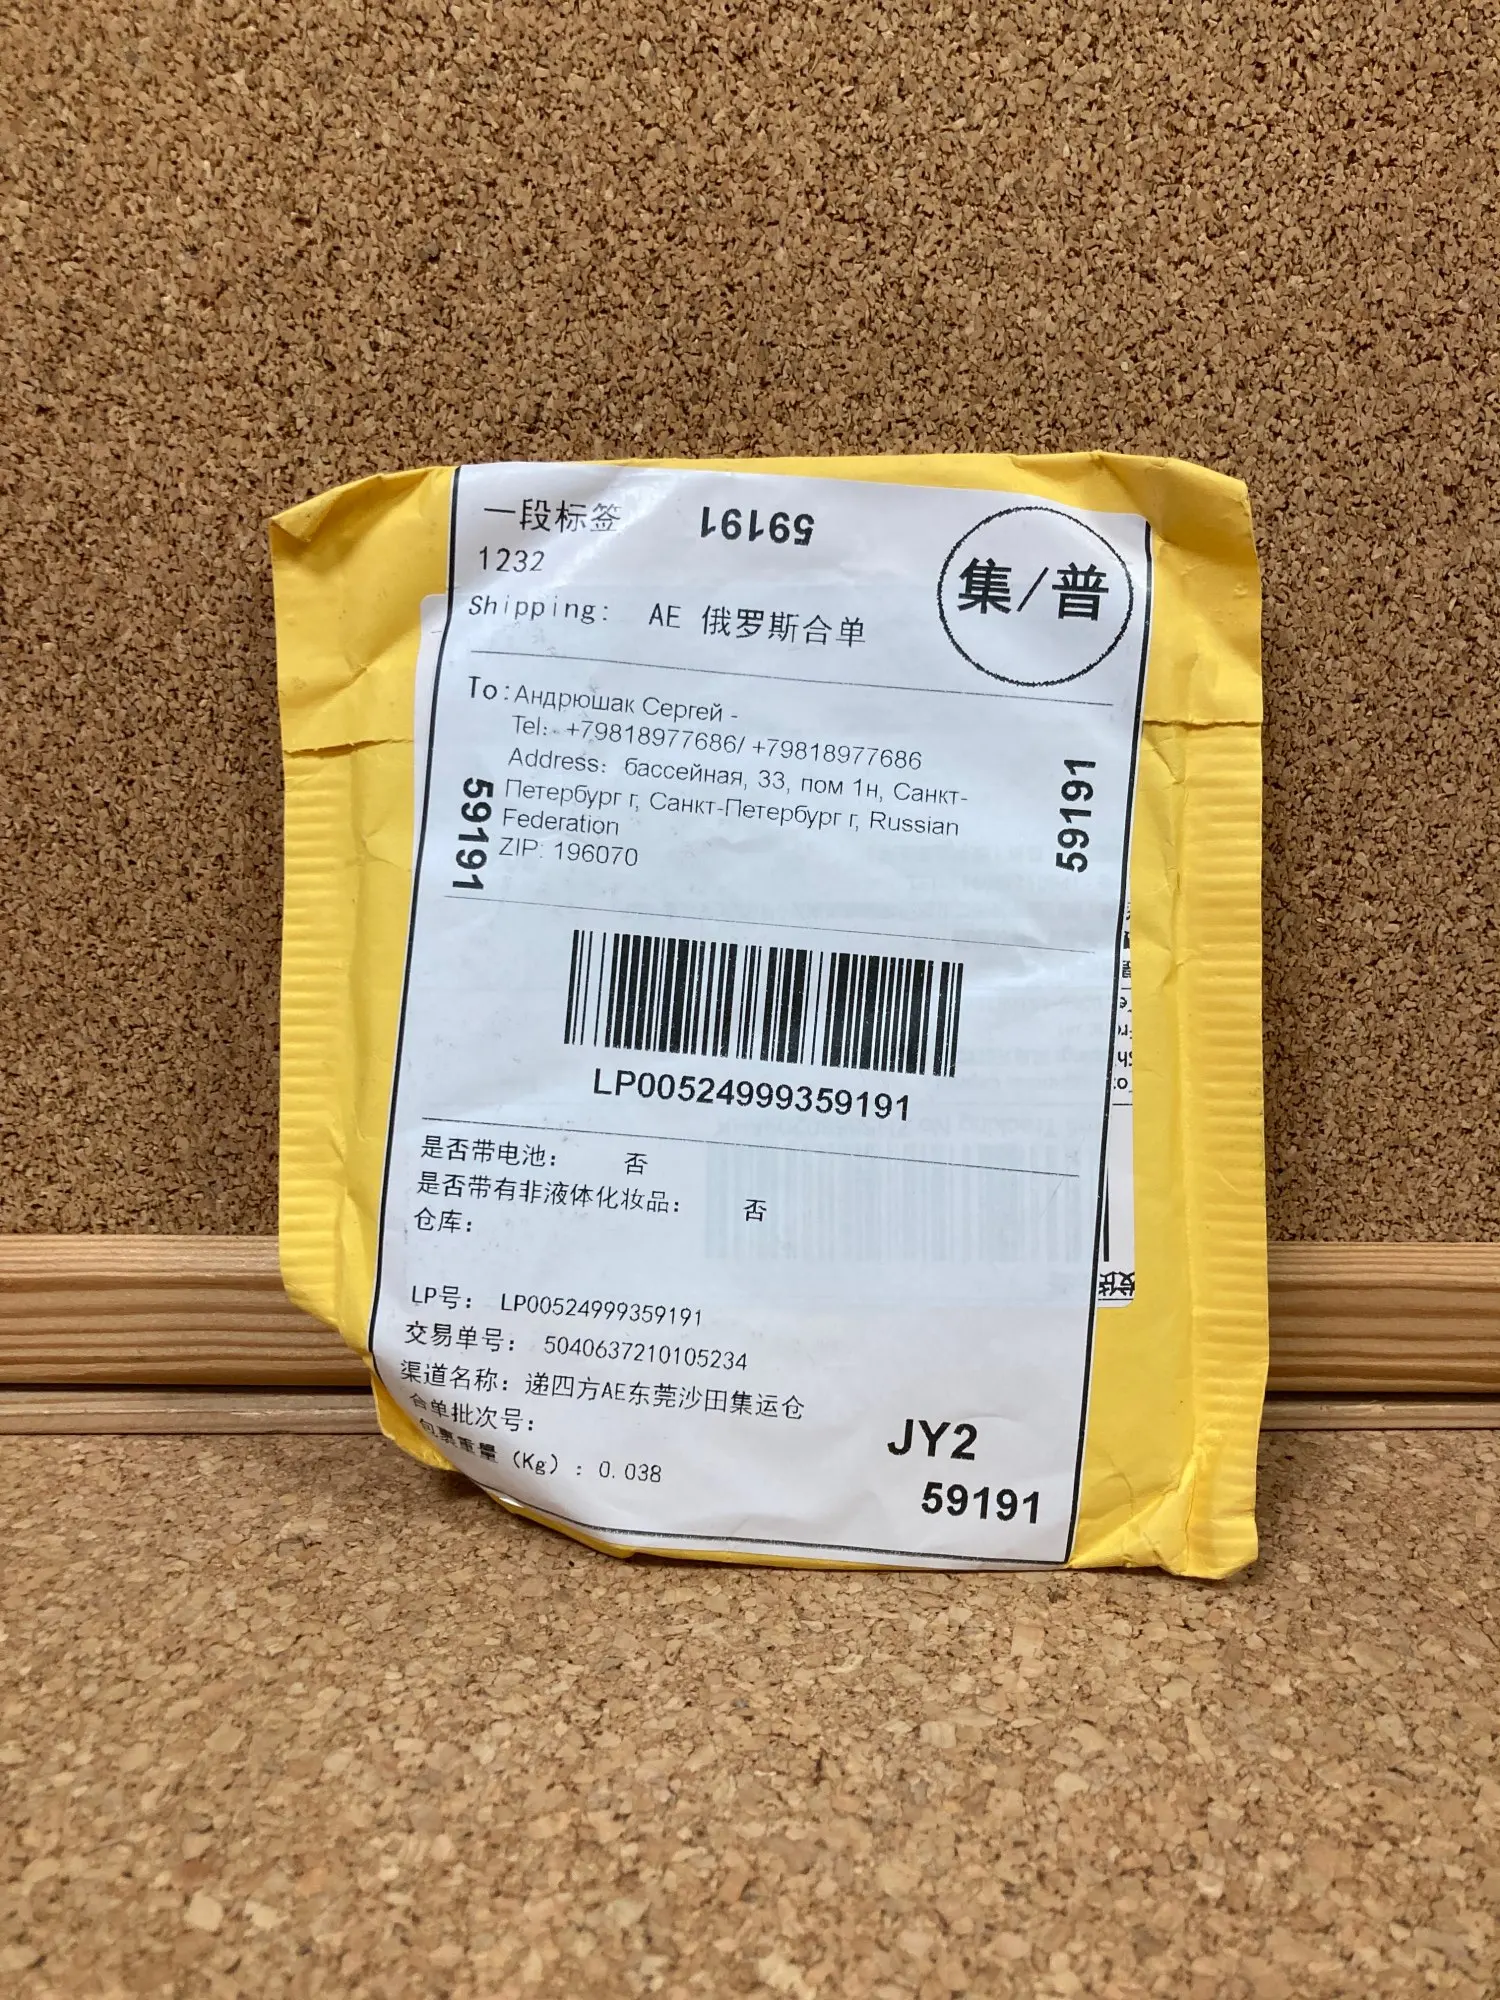 一段标签
59191
1232
集/普
Shipping: AE 俄罗斯合单
To: Андрюшак Сергей -
Tel: +79818977686/ +79818977686
Address: бассейная, 33, пом 1н, Санкт-
Петербург г, Санкт-Петербург г, Russian
Federation
ZIP: 196070
59191
59191
LP00524999359191
是否带电池: 否
是否带有非液体化妆品: 否
仓库:
LP号: LP00524999359191
交易单号: 5040637210105234
渠道名称: 递四方AE东莞沙田集运仓
合单批次号:
包裹重量 (Kg) : 0.038
JY2
59191